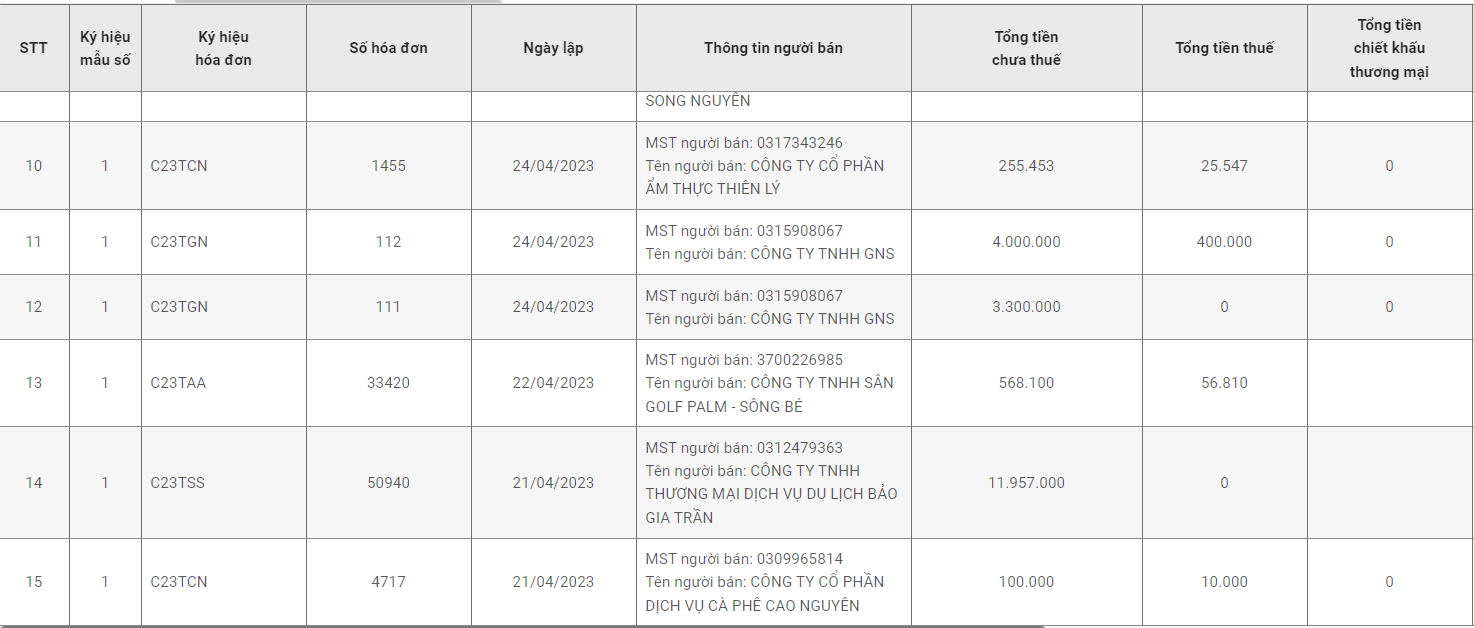 STT
Ký hiệu
mẫu số
Ký hiệu
hóa đơn
Số hóa đơn
Ngày lập
Thông tin người bán
Tổng tiền
chưa thuế
Tổng tiền thuế
Tổng tiền
chiết khấu
thương mại
SONG NGUYÊN
10
1
C23TCN
1455
24/04/2023
MST người bán: 0317343246
Tên người bán: CÔNG TY CỔ PHẦN
ẨM THỰC THIÊN LÝ
255.453
25.547
0
11
1
C23TGN
112
24/04/2023
MST người bán: 0315908067
Tên người bán: CÔNG TY TNHH GNS
4.000.000
400.000
0
12
1
C23TGN
111
24/04/2023
MST người bán: 0315908067
Tên người bán: CÔNG TY TNHH GNS
3.300.000
0
0
13
1
C23TAA
33420
22/04/2023
MST người bán: 3700226985
Tên người bán: CÔNG TY TNHH SÂN
GOLF PALM - SÔNG BÉ
568.100
56.810
14
1
C23TSS
50940
21/04/2023
MST người bán: 0312479363
Tên người bán: CÔNG TY TNHH
THƯƠNG MẠI DỊCH VỤ DU LỊCH BẢO
GIA TRẦN
11.957.000
0
15
1
C23TCN
4717
21/04/2023
MST người bán: 0309965814
Tên người bán: CÔNG TY CỔ PHẦN
DỊCH VỤ CÀ PHÊ CAO NGUYÊN
100.000
10.000
0